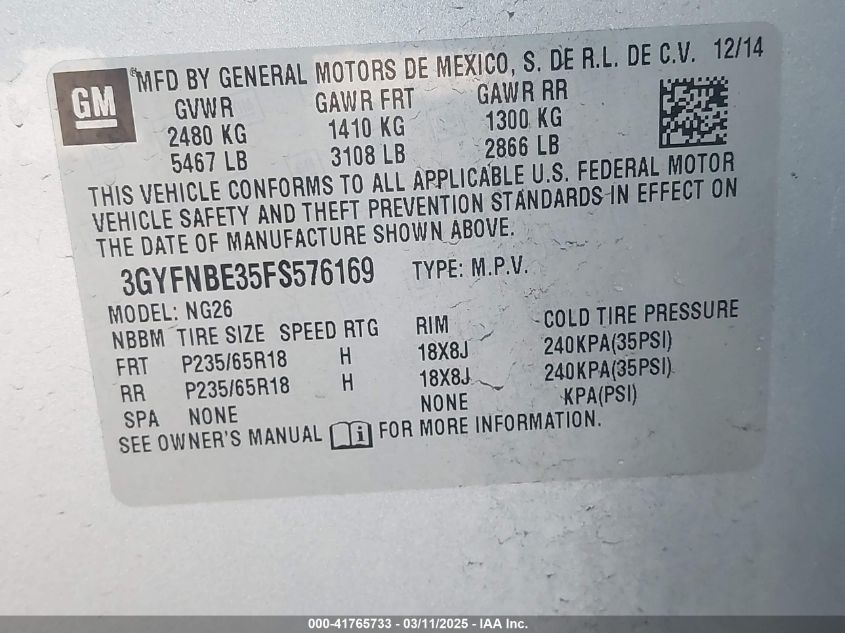 GM ® MFD BY GENERAL MOTORS DE MEXICO, S. DE R.L. DE C.V. 12/14
GVWR GAWR FRT GAWR RR
2480 KG 1410 KG 1300 KG
5467 LB 3108 LB 2866 LB
THIS VEHICLE CONFORMS TO ALL APPLICABLE U.S. FEDERAL MOTOR
VEHICLE SAFETY AND THEFT PREVENTION STANDARDS IN EFFECT ON
THE DATE OF MANUFACTURE SHOWN ABOVE.
3GYFNBE35FS576169 TYPE: M.P.V.
MODEL: NG26
NBBM TIRE SIZE SPEED RTG RIM COLD TIRE PRESSURE
FRT P235/65R18 H 18X8J 240KPA(35PSI)
RR P235/65R18 H 18X8J 240KPA(35PSI)
SPA NONE NONE KPA(PSI)
SEE OWNER'S MANUAL i FOR MORE INFORMATION.
000-41765733 - 03/11/2025 - IAA Inc.